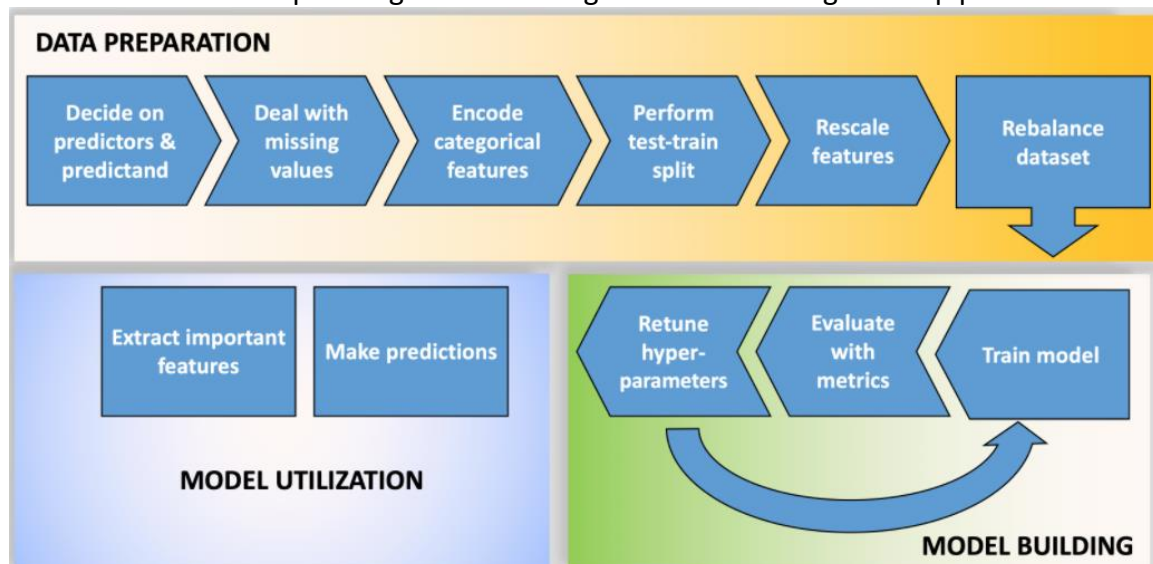 DATA PREPARATION
Decide on
predictors &
predictand
Deal with
missing
values
Encode
categorical
features
Perform
test-train
split
Rescale
features
Rebalance
dataset
Extract important
features
Make predictions
MODEL UTILIZATION
Retune
hyper-
parameters
Evaluate
with
metrics
Train model
MODEL BUILDING